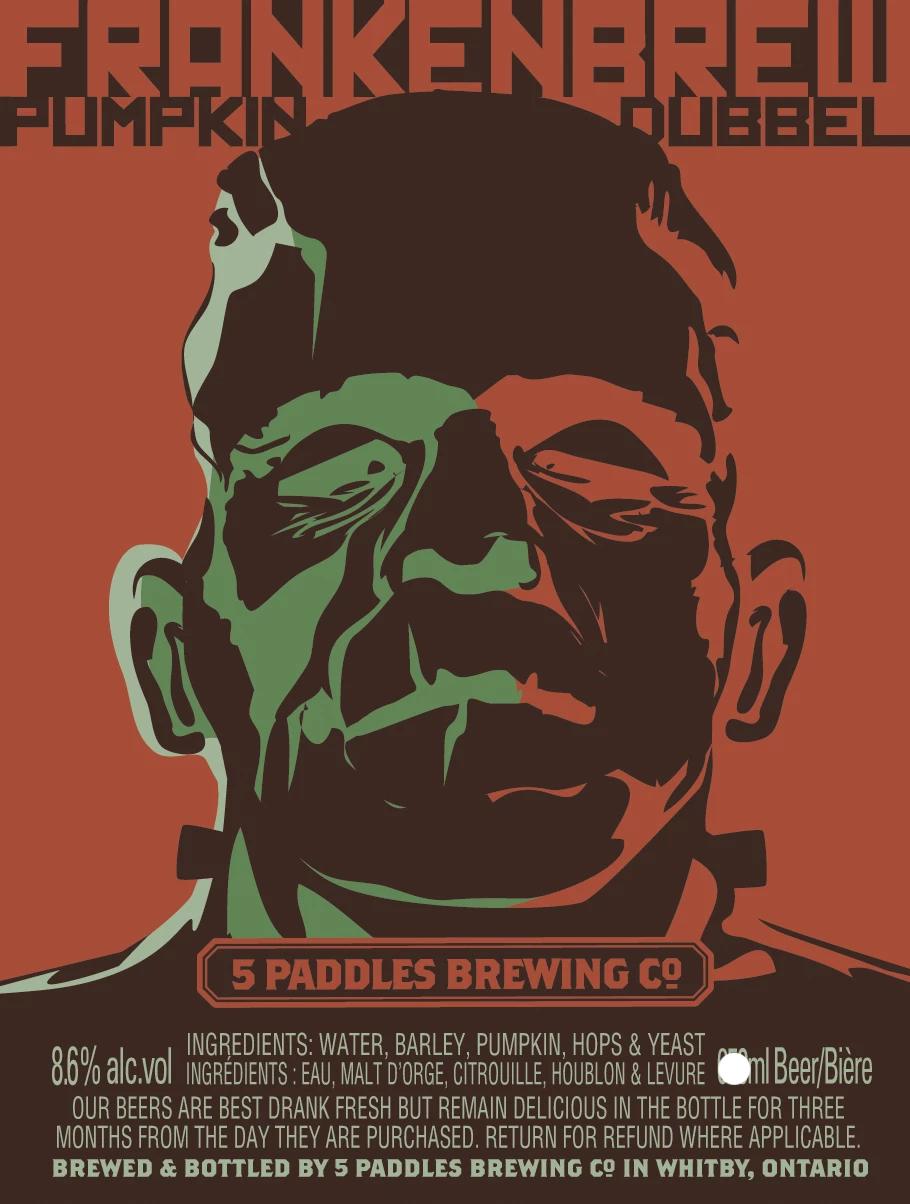 FRANKENBREW
PUMPKIN DUBBEL
5 PADDLES BREWING Cº
8.6% alc.vol
INGREDIENTS: WATER, BARLEY, PUMPKIN, HOPS & YEAST
INGRÉDIENTS : EAU, MALT D'ORGE, CITROUILLE, HOUBLON & LEVURE
ml Beer/Bière
OUR BEERS ARE BEST DRANK FRESH BUT REMAIN DELICIOUS IN THE BOTTLE FOR THREE
MONTHS FROM THE DAY THEY ARE PURCHASED. RETURN FOR REFUND WHERE APPLICABLE.
BREWED & BOTTLED BY 5 PADDLES BREWING Cº IN WHITBY, ONTARIO